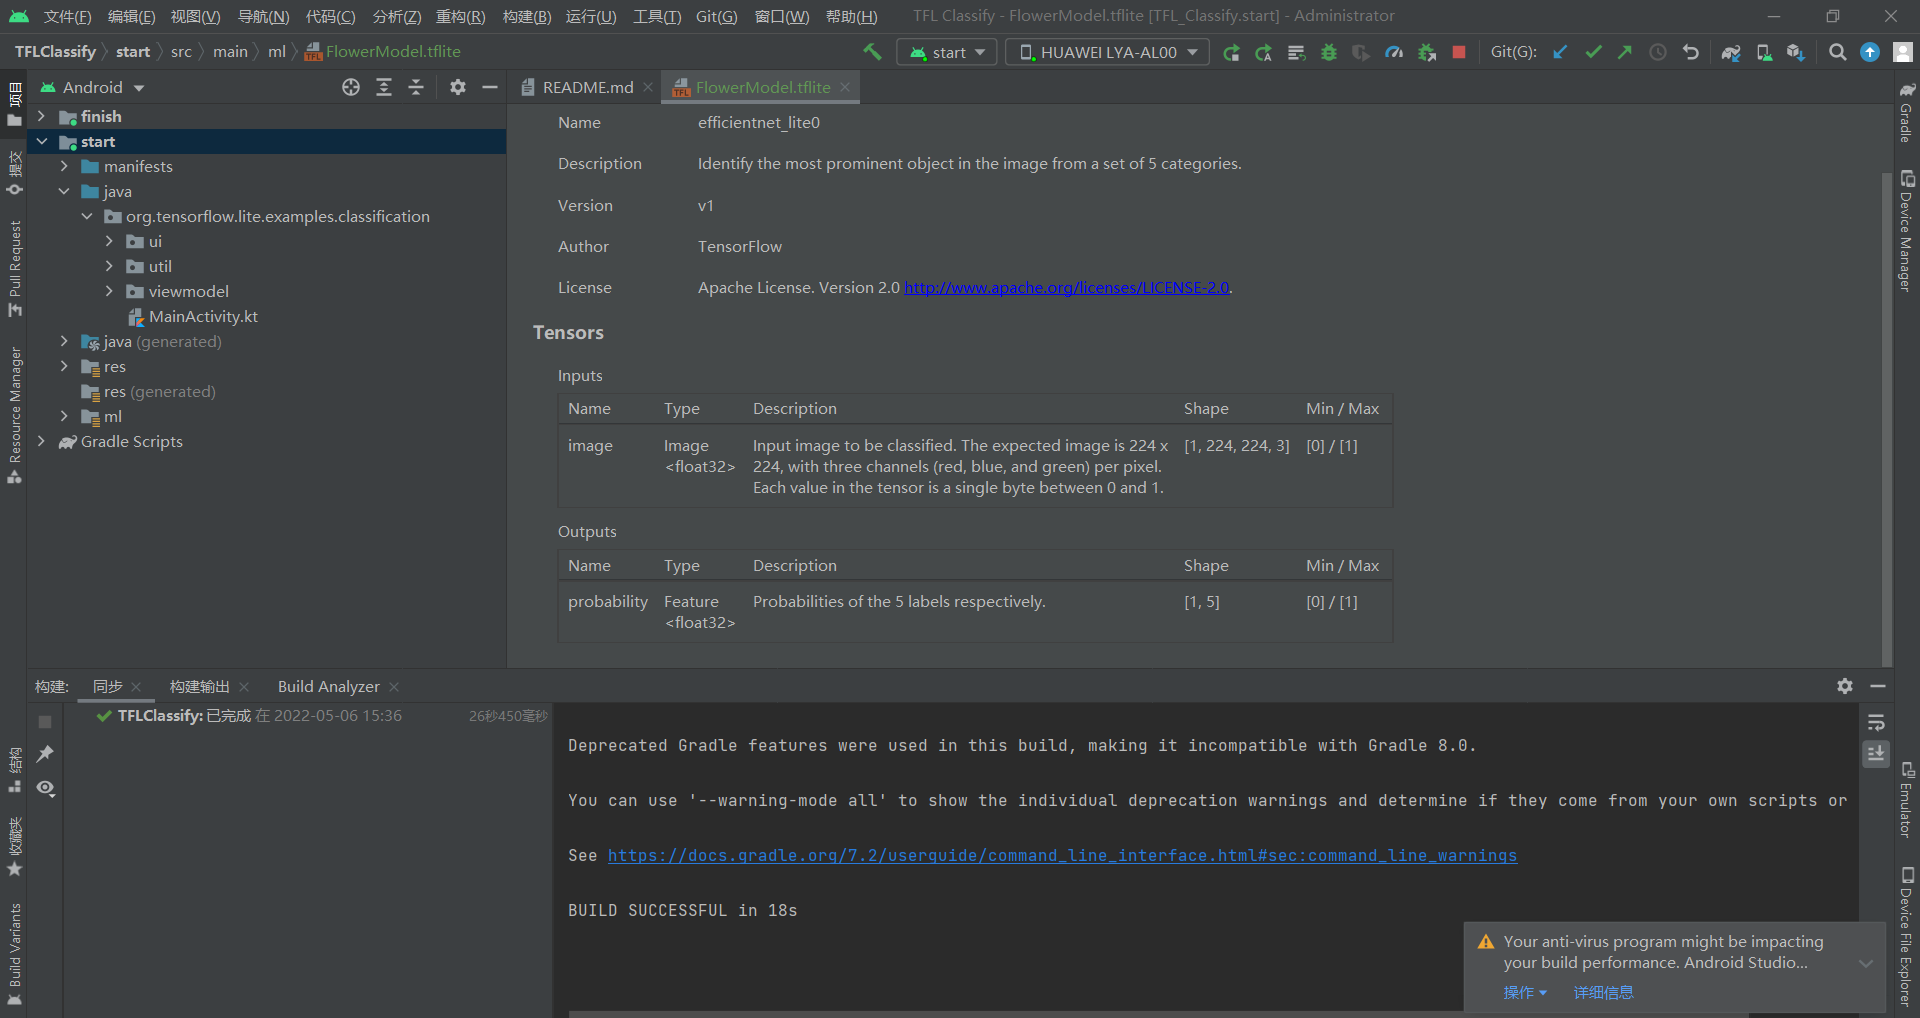 文件(F) 编辑(E) 视图(V) 导航(N) 代码(C) 分析(Z) 重构(R) 构建(B) 运行(U) 工具(T) Git(G) 窗口(W) 帮助(H) TFL Classify - FlowerModel.tflite [TFL_Classify.start] - Administrator
TFLClassify start src main ml FlowerModel.tflite start HUAWEI LYA-AL00 Git(G):
项目
提交
Pull Request
Resource Manager
结构
收藏夹
Build Variants
Android
finish
start
manifests
java
org.tensorflow.lite.examples.classification
ui
util
viewmodel
MainActivity.kt
java (generated)
res
res (generated)
ml
Gradle Scripts
README.md FlowerModel.tflite
Name efficientnet_lite0
Description Identify the most prominent object in the image from a set of 5 categories.
Version v1
Author TensorFlow
License Apache License. Version 2.0 http://www.apache.org/licenses/LICENSE-2.0.
Tensors
Inputs
Name Type Description Shape Min / Max
image Image Input image to be classified. The expected image is 224 x [1, 224, 224, 3] [0] / [1]
<float32> 224, with three channels (red, blue, and green) per pixel.
Each value in the tensor is a single byte between 0 and 1.
Outputs
Name Type Description Shape Min / Max
probability Feature Probabilities of the 5 labels respectively. [1, 5] [0] / [1]
<float32>
Gradle
Device Manager
Emulator
Device File Explorer
构建: 同步 构建输出 Build Analyzer
TFLClassify: 已完成 在 2022-05-06 15:36 26秒450毫秒
Deprecated Gradle features were used in this build, making it incompatible with Gradle 8.0.
You can use '--warning-mode all' to show the individual deprecation warnings and determine if they come from your own scripts or
See https://docs.gradle.org/7.2/userguide/command_line_interface.html#sec:command_line_warnings
BUILD SUCCESSFUL in 18s
Your anti-virus program might be impacting
your build performance. Android Studio...
操作 详细信息